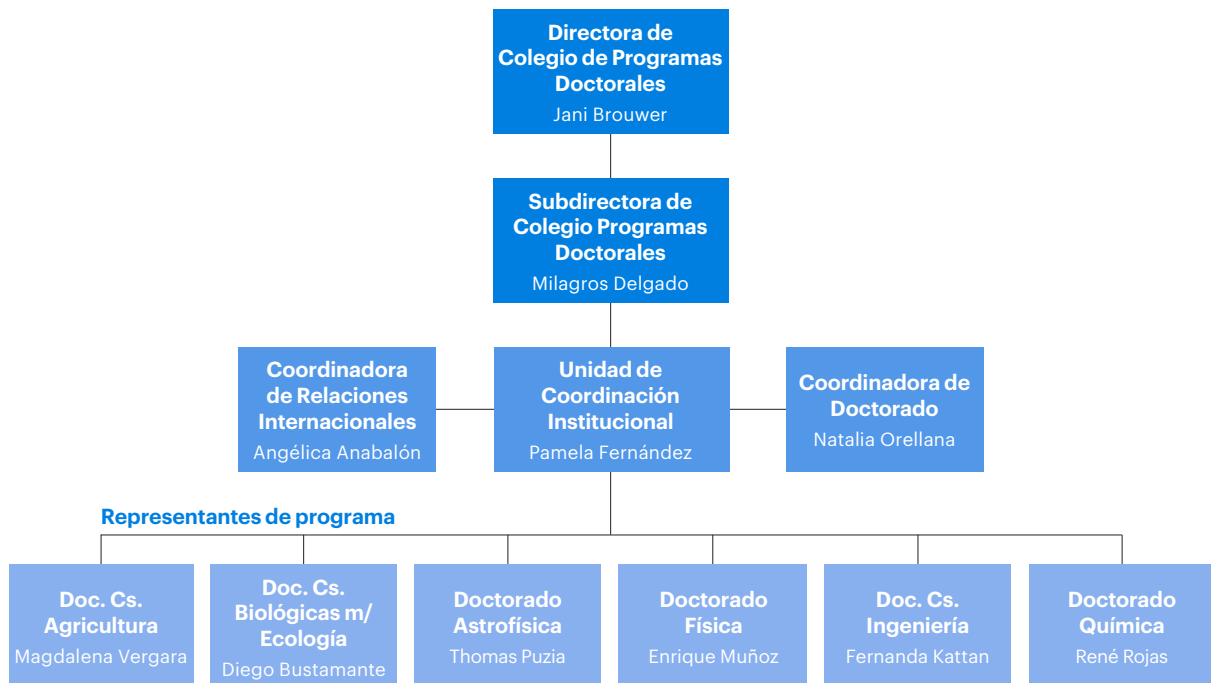 Directora de
Colegio de Programas
Doctorales
Jani Brouwer
Subdirectora de
Colegio Programas
Doctorales
Milagros Delgado
Coordinadora
de Relaciones
Internacionales
Angélica Anabalón
Unidad de
Coordinación
Institucional
Pamela Fernández
Coordinadora de
Doctorado
Natalia Orellana
Representantes de programa
Doc. Cs.
Agricultura
Magdalena Vergara
Doc. Cs.
Biológicas m/
Ecología
Diego Bustamante
Doctorado
Astrofísica
Thomas Puzia
Doctorado
Física
Enrique Muñoz
Doc. Cs.
Ingeniería
Fernanda Kattan
Doctorado
Química
René Rojas